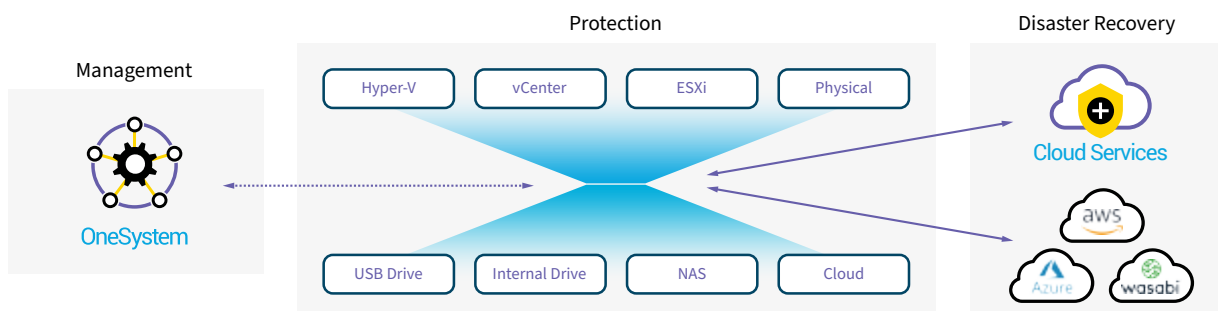 Management
OneSystem
Protection
Hyper-V
vCenter
ESXi
Physical
USB Drive
Internal Drive
NAS
Cloud
Disaster Recovery
Cloud Services
aws
Azure
wasabi